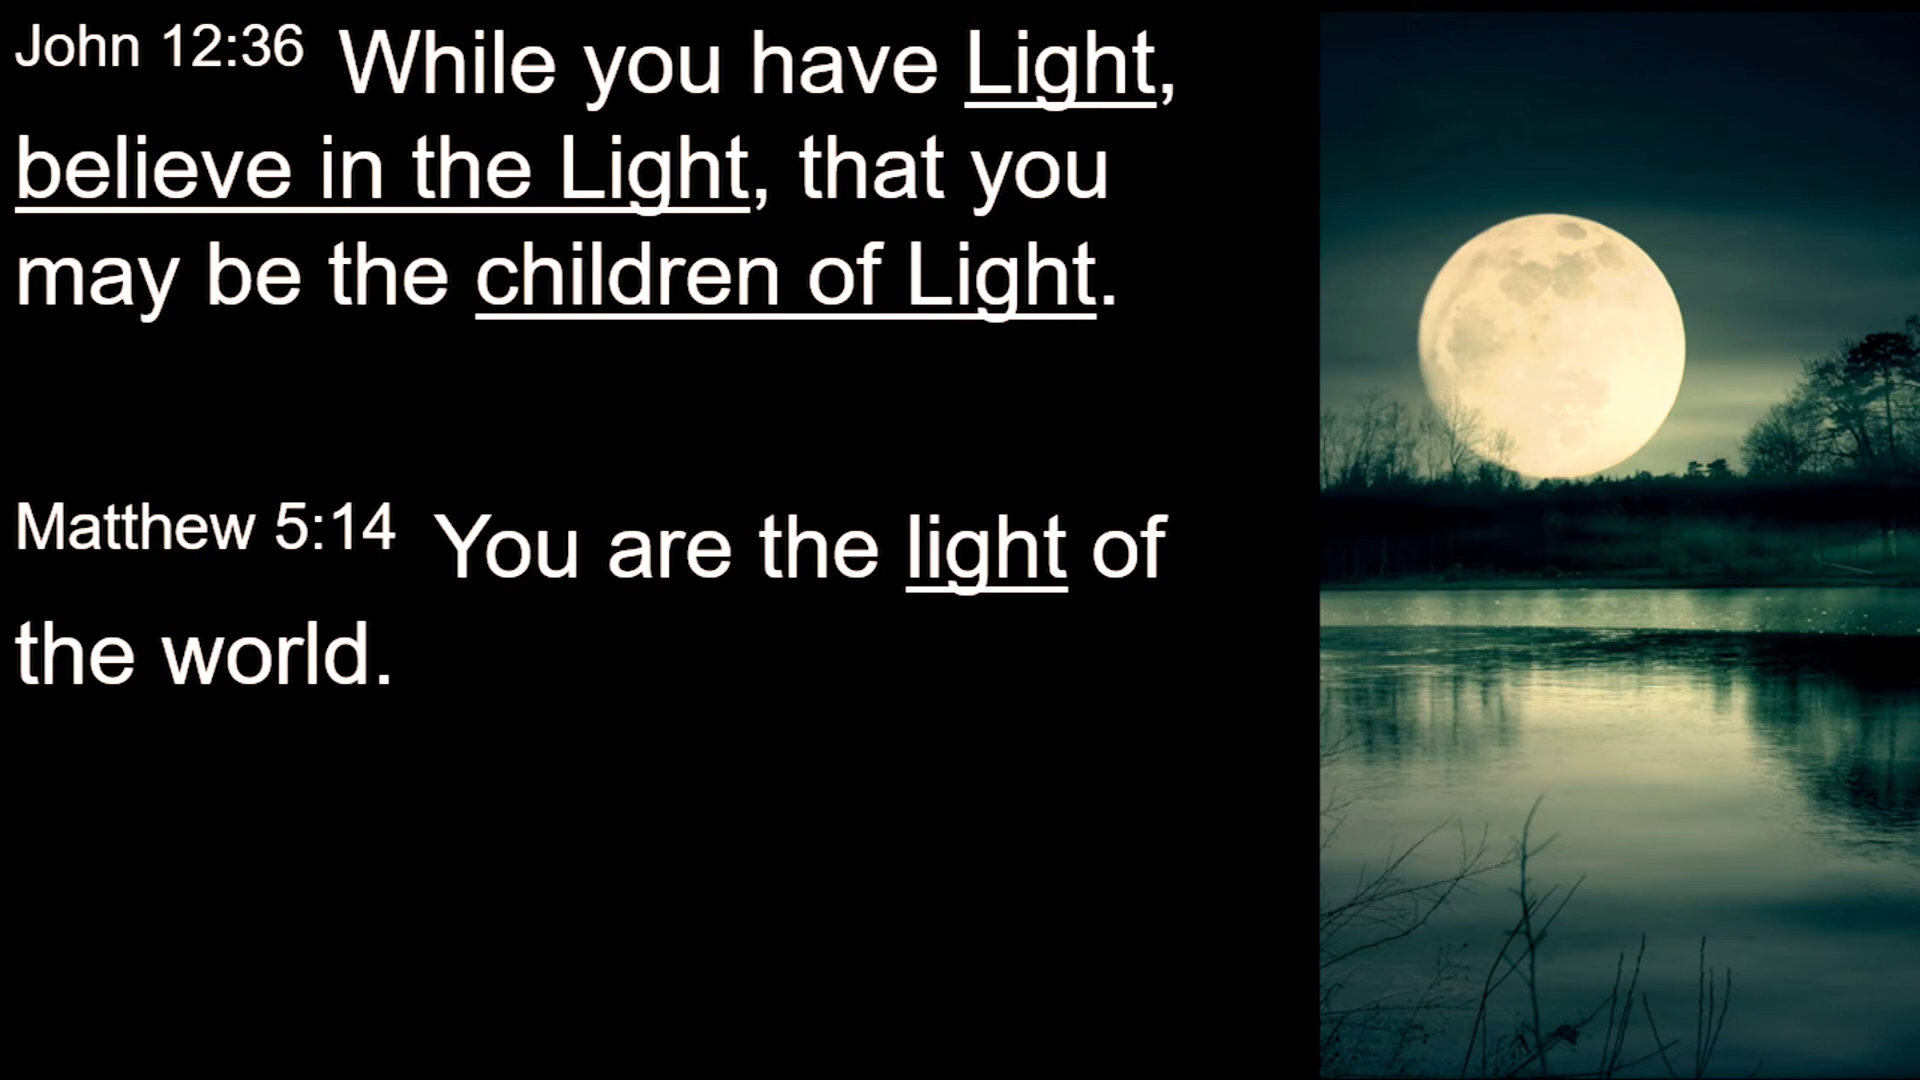 John 12:36 While you have Light,
believe in the Light, that you
may be the children of Light.
Matthew 5:14 You are the light of
the world.